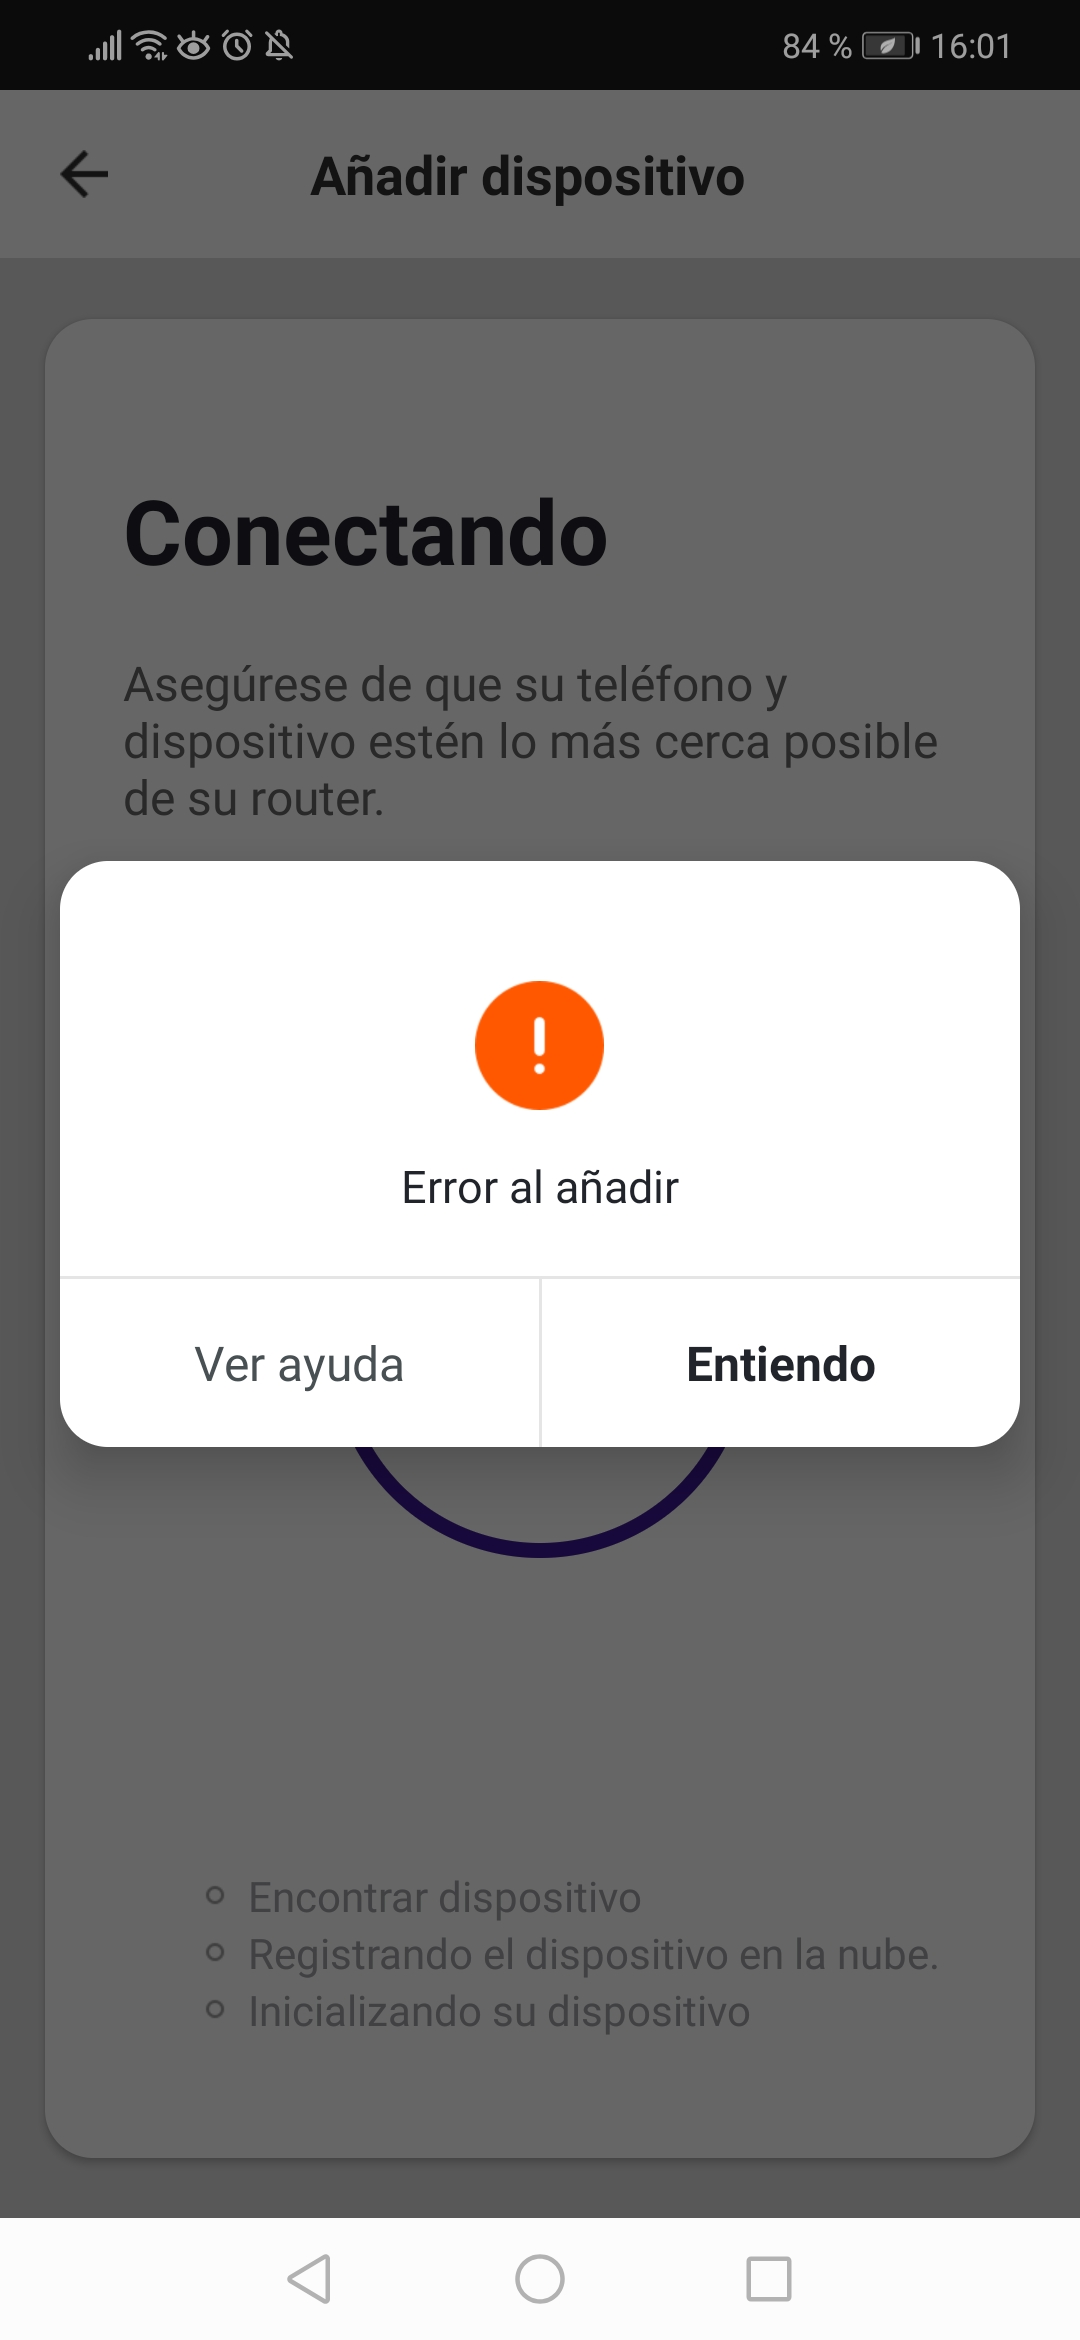 84 % 16:01
Añadir dispositivo
Conectando
Asegúrese de que su teléfono y
dispositivo estén lo más cerca posible
de su router.
Error al añadir
Ver ayuda Entiendo
Encontrar dispositivo
Registrando el dispositivo en la nube.
Inicializando su dispositivo